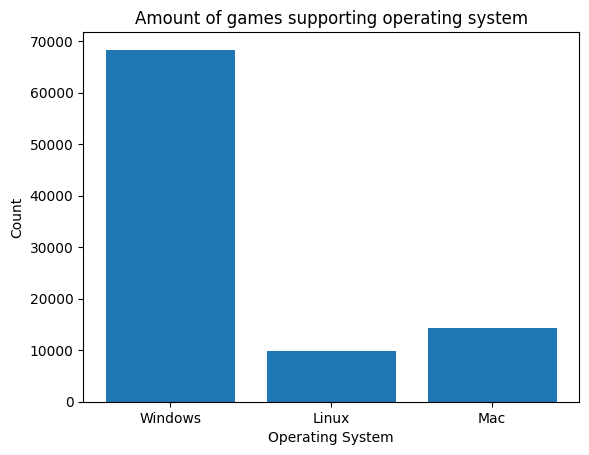 Amount of games supporting operating system
70000
60000
50000
40000
30000
20000
10000
0
Count
Windows Linux Mac
Operating System